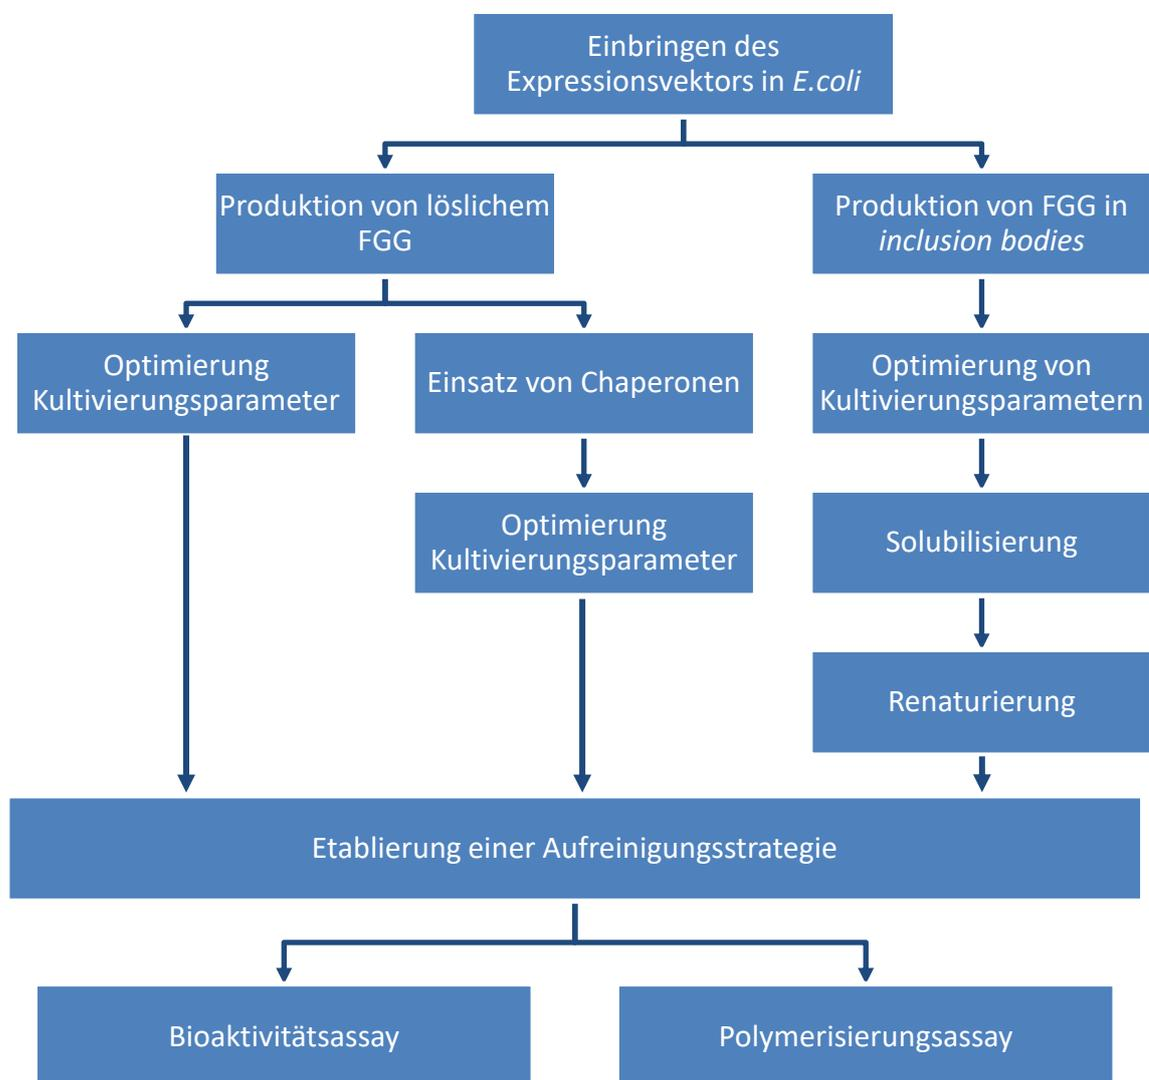 Einbringen des
Expressionsvektors in E.coli
Produktion von löslichem
FGG
Produktion von FGG in
inclusion bodies
Optimierung
Kultivierungsparameter
Einsatz von Chaperonen
Optimierung von
Kultivierungsparametern
Optimierung
Kultivierungsparameter
Solubilisierung
Renaturierung
Etablierung einer Aufreinigungsstrategie
Bioaktivitätsassay
Polymerisierungsassay